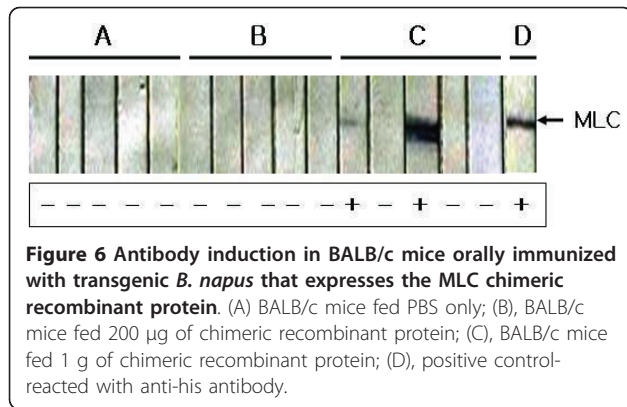 A B C D
← MLC
− − − − − − − − − − + − + − − +
Figure 6 Antibody induction in BALB/c mice orally immunized
with transgenic B. napus that expresses the MLC chimeric
recombinant protein. (A) BALB/c mice fed PBS only; (B), BALB/c
mice fed 200 μg of chimeric recombinant protein; (C), BALB/c mice
fed 1 g of chimeric recombinant protein; (D), positive control-
reacted with anti-his antibody.